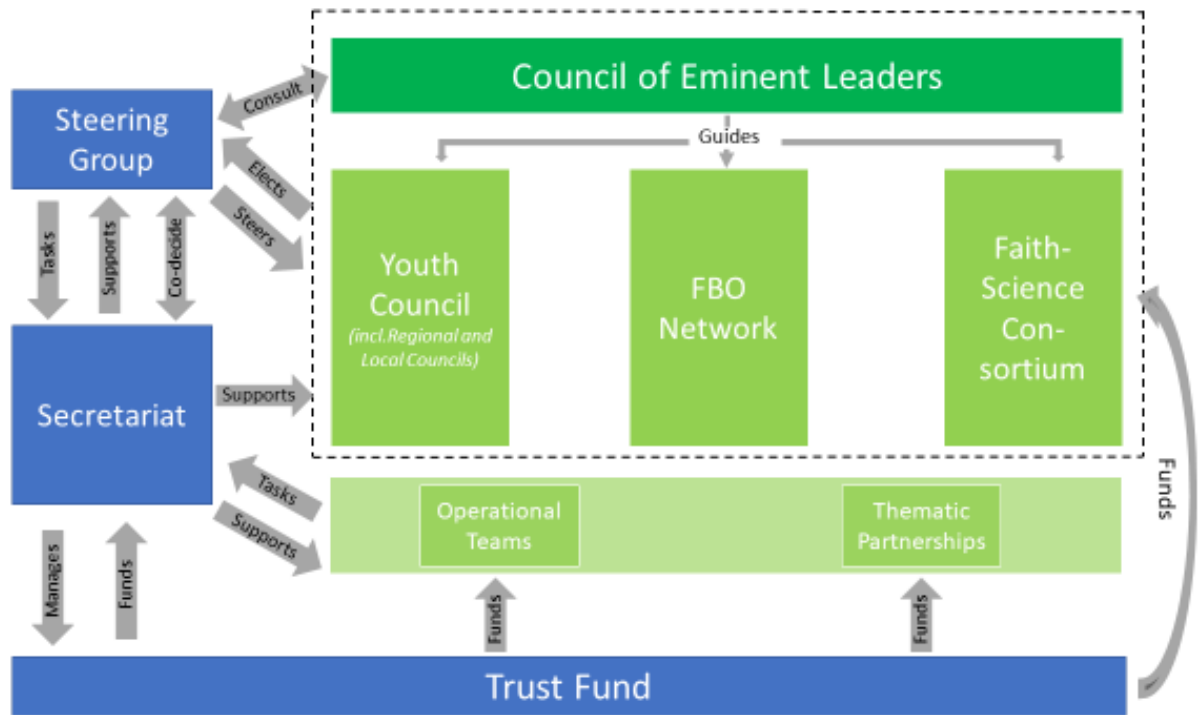 Council of Eminent Leaders
Consult
Steering
Group
Guides
Elects
Steers
Tasks
Supports
Co-decide
Youth
Council
(incl.Regional and
Local Councils)
FBO
Network
Faith-
Science
Con-
sortium
Secretariat
Supports
Funds
Tasks
Supports
Operational
Teams
Thematic
Partnerships
Manages
Funds
Funds
Funds
Trust Fund